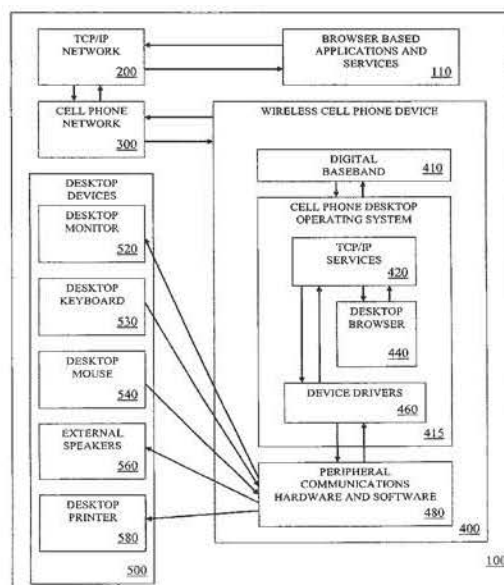 TCP/IP
NETWORK
200
BROWSER BASED
APPLICATIONS AND
SERVICES
110
CELL PHONE
NETWORK
300
WIRELESS CELL PHONE DEVICE
DIGITAL
BASEBAND
410
CELL PHONE DESKTOP
OPERATING SYSTEM
TCP/IP
SERVICES
420
DESKTOP
BROWSER
440
DEVICE DRIVERS
460
415
PERIPHERAL
COMMUNICATIONS
HARDWARE AND SOFTWARE
480
400
DESKTOP
DEVICES
DESKTOP
MONITOR
520
DESKTOP
KEYBOARD
530
DESKTOP
MOUSE
540
EXTERNAL
SPEAKERS
560
DESKTOP
PRINTER
580
500
100